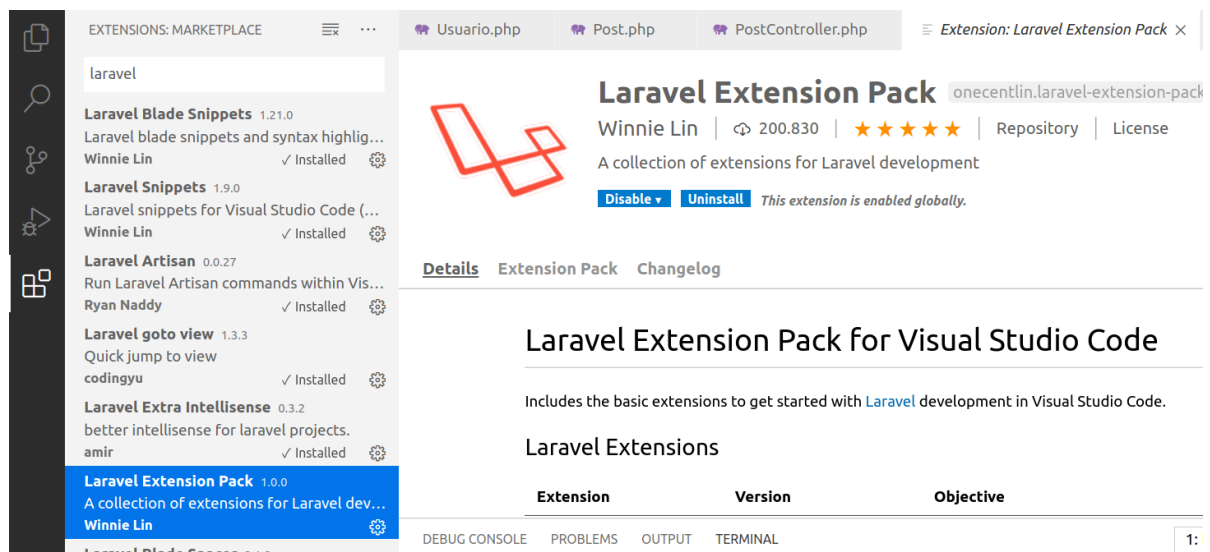 EXTENSIONS: MARKETPLACE
laravel
Laravel Blade Snippets 1.21.0
Laravel blade snippets and syntax highlig...
Winnie Lin ✓ Installed
Laravel Snippets 1.9.0
Laravel snippets for Visual Studio Code (...
Winnie Lin ✓ Installed
Laravel Artisan 0.0.27
Run Laravel Artisan commands within Vis...
Ryan Naddy ✓ Installed
Laravel goto view 1.3.3
Quick jump to view
codingyu ✓ Installed
Laravel Extra Intellisense 0.3.2
better intellisense for laravel projects.
amir ✓ Installed
Laravel Extension Pack 1.0.0
A collection of extensions for Laravel dev...
Winnie Lin
Usuario.php Post.php PostController.php Extension: Laravel Extension Pack ×
Laravel Extension Pack onecentlin.laravel-extension-pack
Winnie Lin 200.830 ★★★★★ Repository License
A collection of extensions for Laravel development
Disable Uninstall This extension is enabled globally.
Details Extension Pack Changelog
Laravel Extension Pack for Visual Studio Code
Includes the basic extensions to get started with Laravel development in Visual Studio Code.
Laravel Extensions
Extension Version Objective
DEBUG CONSOLE PROBLEMS OUTPUT TERMINAL 1: